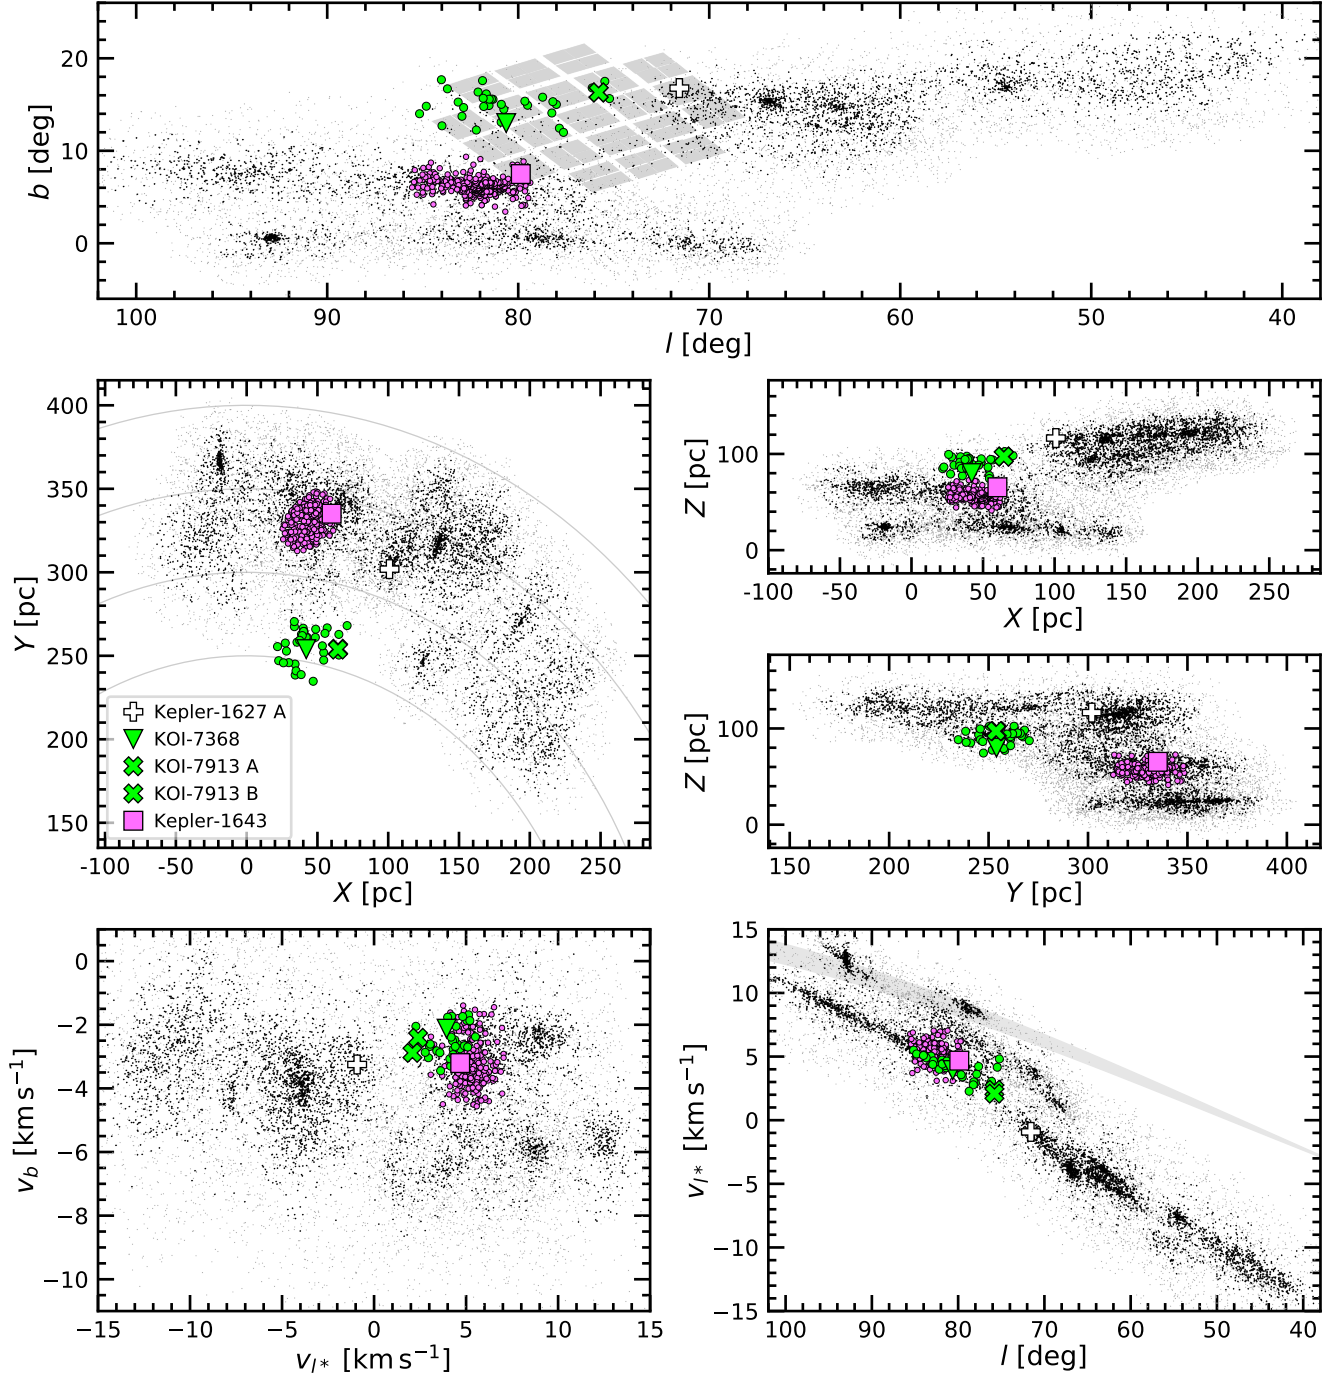 20
10
0
b [deg]
100 90 80 70 60 50 40
l [deg]
400
350
300
250
200
150
Y [pc]
Kepler-1627 A
KOI-7368
KOI-7913 A
KOI-7913 B
Kepler-1643
-100 -50 0 50 100 150 200 250
X [pc]
100
0
Z [pc]
-100 -50 0 50 100 150 200 250
X [pc]
100
0
Z [pc]
150 200 250 300 350 400
Y [pc]
0
−2
−4
−6
−8
−10
v_b [km s⁻¹]
−15 −10 −5 0 5 10 15
v_l* [km s⁻¹]
15
10
5
0
−5
−10
−15
v_l* [km s⁻¹]
100 90 80 70 60 50 40
l [deg]